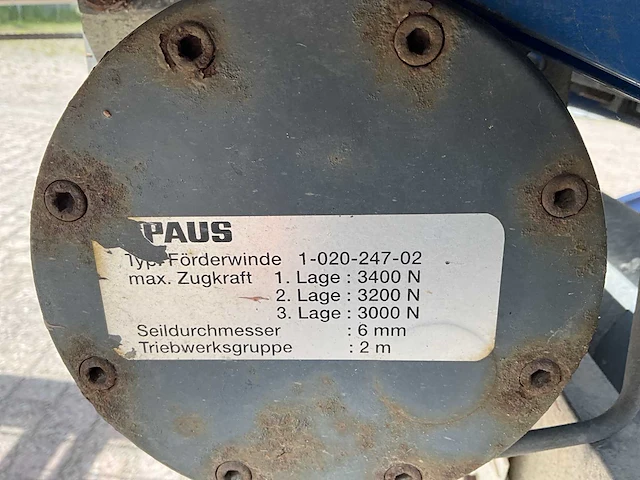 PAUS
Typ: Förderwinde 1-020-247-02
max. Zugkraft 1. Lage : 3400 N
2. Lage : 3200 N
3. Lage : 3000 N
Seildurchmesser : 6 mm
Triebwerksgruppe : 2 m